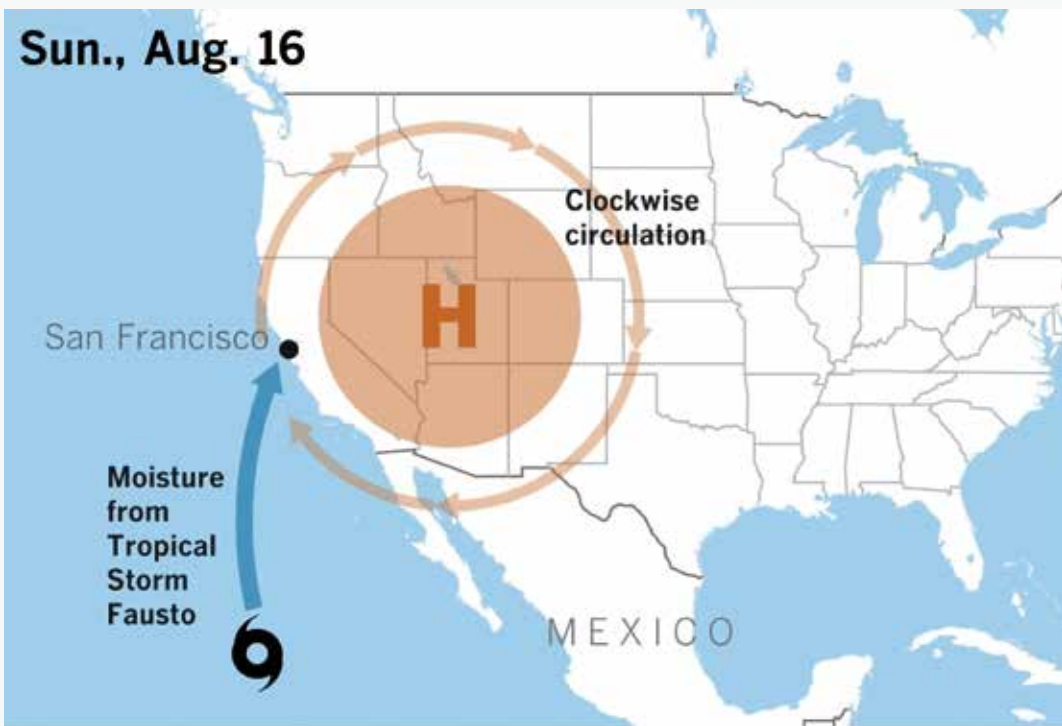 Sun., Aug. 16
Clockwise
circulation
H
San Francisco
Moisture
from
Tropical
Storm
Fausto
MEXICO